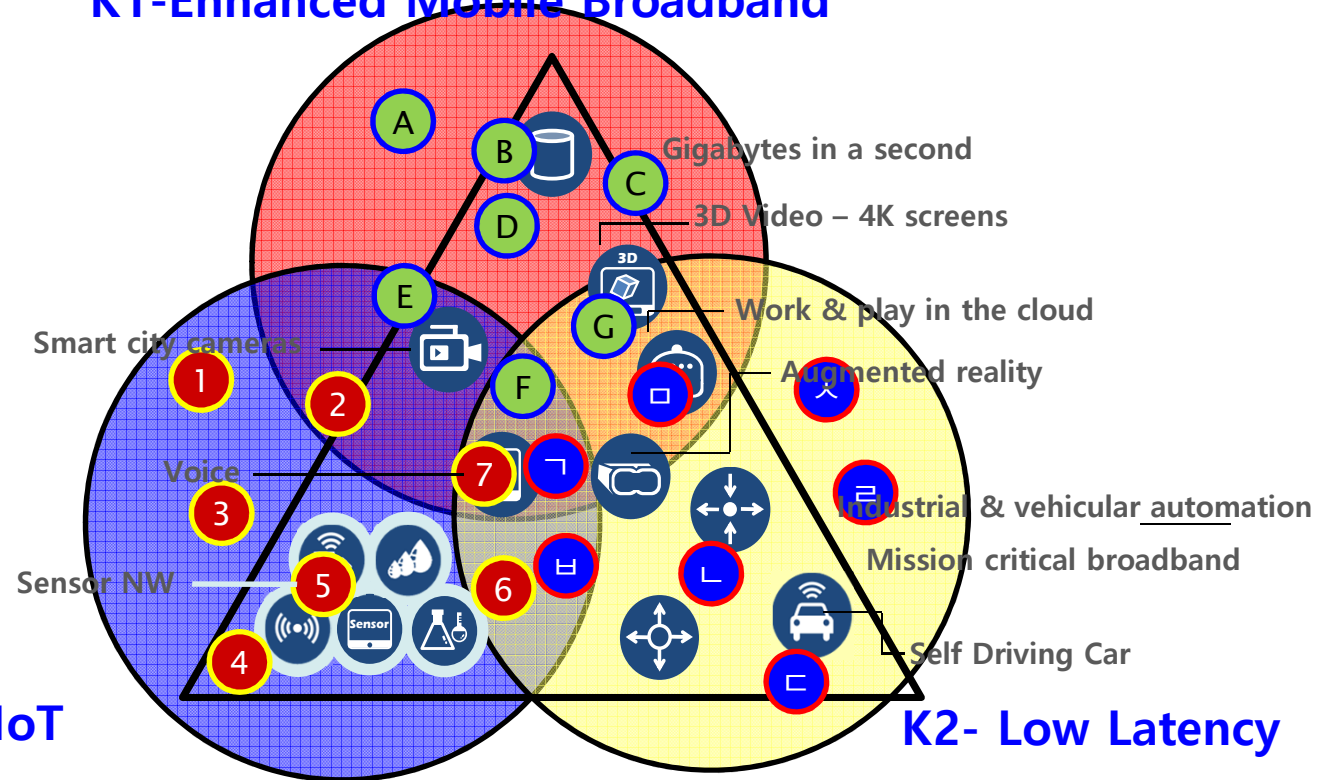 K1-Enhanced Mobile Broadband
A
B
Gigabytes in a second
C
3D Video – 4K screens
D
3D
E
G
Work & play in the cloud
Smart city cameras
Augmented reality
1
F
2
ㅁ
ㅈ
Voice
7
ㄱ
ㄹ
Industrial & vehicular automation
3
Mission critical broadband
ㅂ
ㄴ
Sensor NW
5
6
Sensor
4
Self Driving Car
ㄷ
IoT
K2- Low Latency